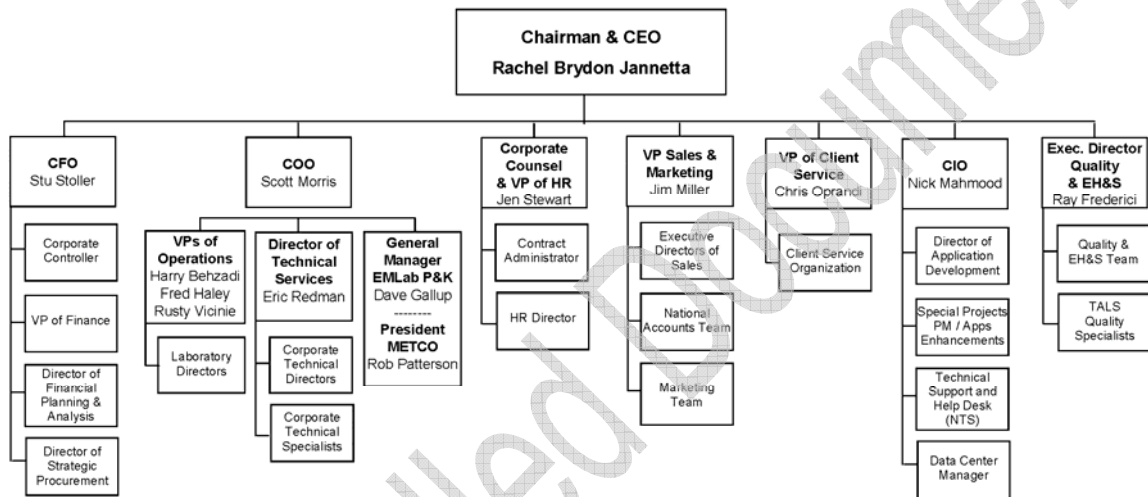 Chairman & CEO
Rachel Brydon Jannetta
CFO
Stu Stoller
Corporate
Controller
VP of Finance
Director of
Financial
Planning &
Analysis
Director of
Strategic
Procurement
COO
Scott Morris
VPs of
Operations
Harry Behzadi
Fred Haley
Rusty Vicinie
Laboratory
Directors
Director of
Technical
Services
Eric Redman
Corporate
Technical
Directors
Corporate
Technical
Specialists
General
Manager
EMLab P&K
Dave Gallup
--------
President
METCO
Rob Patterson
Corporate
Counsel
& VP of HR
Jen Stewart
Contract
Administrator
HR Director
VP Sales &
Marketing
Jim Miller
Executive
Directors of
Sales
National
Accounts Team
Marketing
Team
VP of Client
Service
Chris Oprandi
Client Service
Organization
CIO
Nick Mahmood
Director of
Application
Development
Special Projects
PM / Apps
Enhancements
Technical
Support and
Help Desk
(NTS)
Data Center
Manager
Exec. Director
Quality
& EH&S
Ray Frederici
Quality &
EH&S Team
TALS
Quality
Specialists
lled Docume